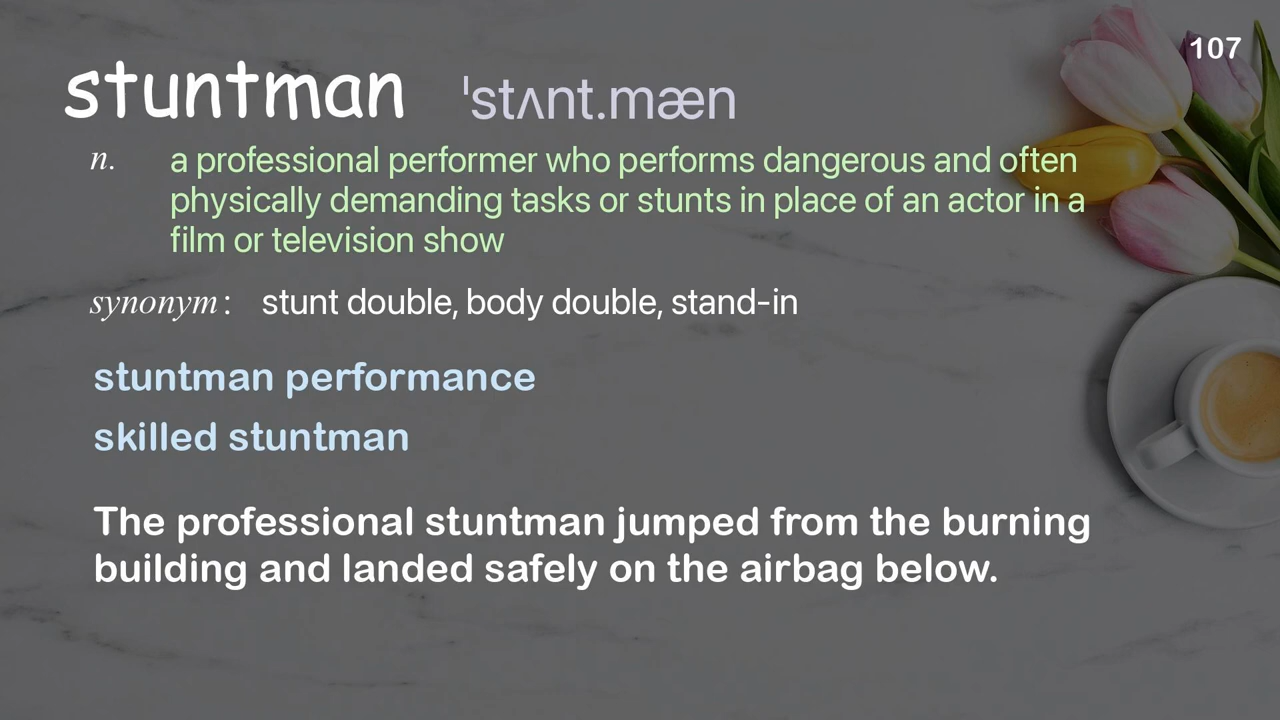 107
stuntman ˈstʌnt.mæn
n. a professional performer who performs dangerous and often
physically demanding tasks or stunts in place of an actor in a
film or television show
synonym: stunt double, body double, stand-in
stuntman performance
skilled stuntman
The professional stuntman jumped from the burning
building and landed safely on the airbag below.